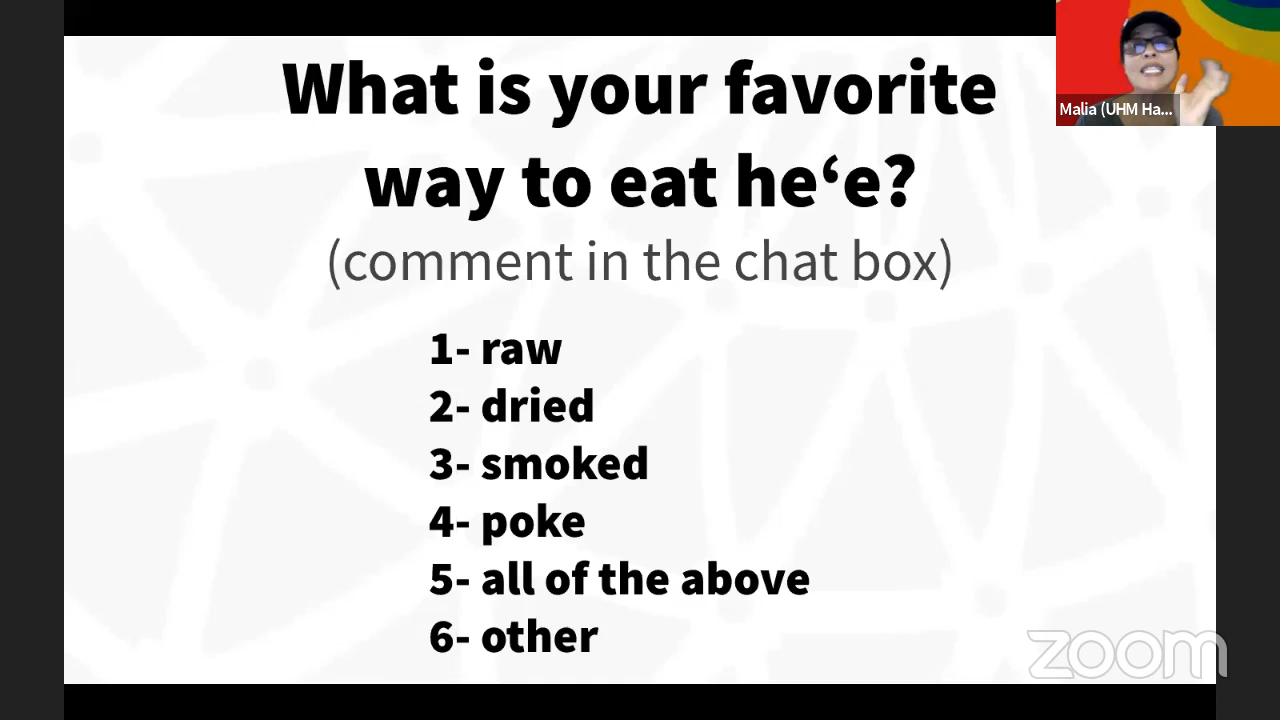 What is your favorite
way to eat heʻe?
(comment in the chat box)
1- raw
2- dried
3- smoked
4- poke
5- all of the above
6- other
Malia (UHM Ha...
zoom